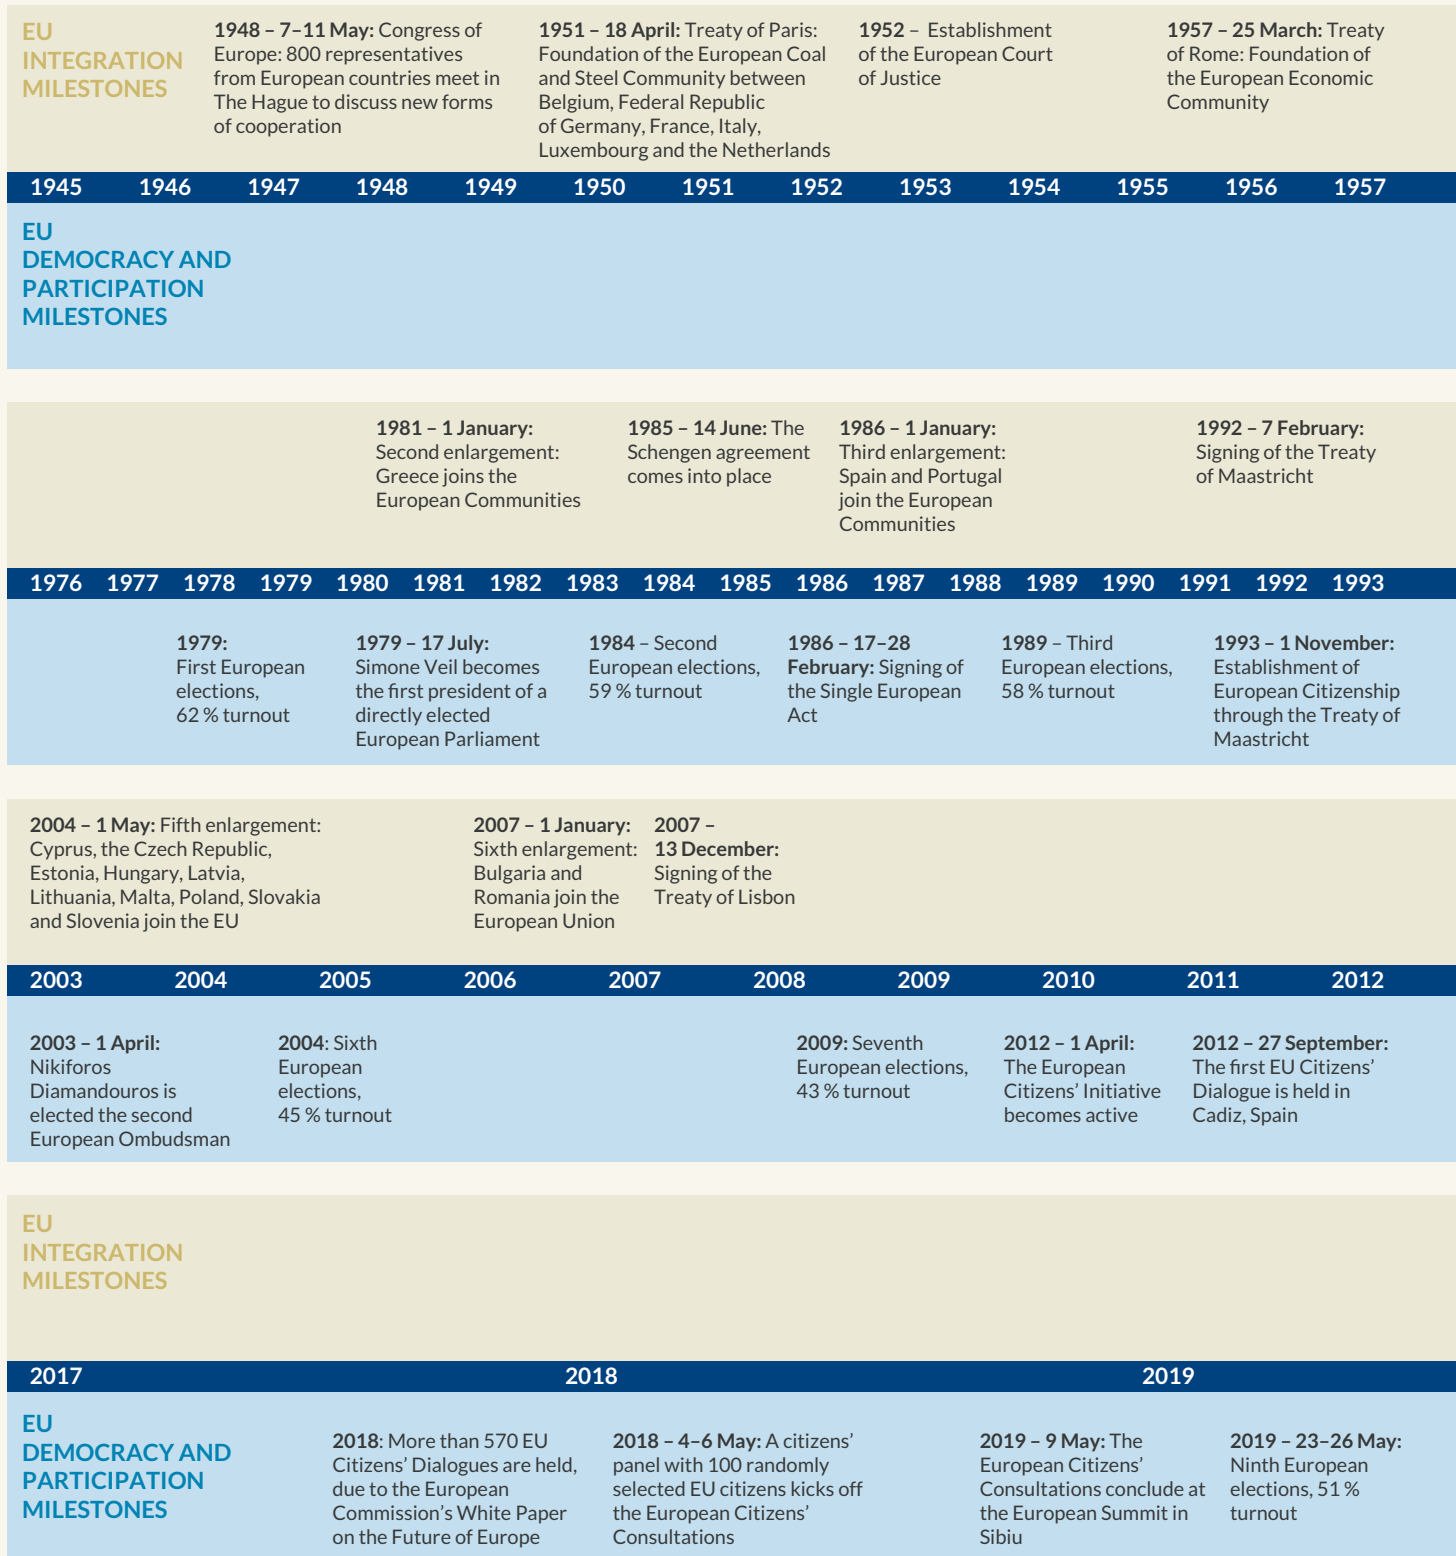 EU
INTEGRATION
MILESTONES
1948 – 7–11 May: Congress of
Europe: 800 representatives
from European countries meet in
The Hague to discuss new forms
of cooperation
1951 – 18 April: Treaty of Paris:
Foundation of the European Coal
and Steel Community between
Belgium, Federal Republic
of Germany, France, Italy,
Luxembourg and the Netherlands
1952 – Establishment
of the European Court
of Justice
1957 – 25 March: Treaty
of Rome: Foundation of
the European Economic
Community
1945 1946 1947 1948 1949 1950 1951 1952 1953 1954 1955 1956 1957
EU
DEMOCRACY AND
PARTICIPATION
MILESTONES
1981 – 1 January:
Second enlargement:
Greece joins the
European Communities
1985 – 14 June: The
Schengen agreement
comes into place
1986 – 1 January:
Third enlargement:
Spain and Portugal
join the European
Communities
1992 – 7 February:
Signing of the Treaty
of Maastricht
1976 1977 1978 1979 1980 1981 1982 1983 1984 1985 1986 1987 1988 1989 1990 1991 1992 1993
1979:
First European
elections,
62 % turnout
1979 – 17 July:
Simone Veil becomes
the first president of a
directly elected
European Parliament
1984 – Second
European elections,
59 % turnout
1986 – 17–28
February: Signing of
the Single European
Act
1989 – Third
European elections,
58 % turnout
1993 – 1 November:
Establishment of
European Citizenship
through the Treaty of
Maastricht
2004 – 1 May: Fifth enlargement:
Cyprus, the Czech Republic,
Estonia, Hungary, Latvia,
Lithuania, Malta, Poland, Slovakia
and Slovenia join the EU
2007 – 1 January:
Sixth enlargement:
Bulgaria and
Romania join the
European Union
2007 –
13 December:
Signing of the
Treaty of Lisbon
2003 2004 2005 2006 2007 2008 2009 2010 2011 2012
2003 – 1 April:
Nikiforos
Diamandouros is
elected the second
European Ombudsman
2004: Sixth
European
elections,
45 % turnout
2009: Seventh
European elections,
43 % turnout
2012 – 1 April:
The European
Citizens’ Initiative
becomes active
2012 – 27 September:
The first EU Citizens’
Dialogue is held in
Cadiz, Spain
EU
INTEGRATION
MILESTONES
2017 2018 2019
EU
DEMOCRACY AND
PARTICIPATION
MILESTONES
2018: More than 570 EU
Citizens’ Dialogues are held,
due to the European
Commission’s White Paper
on the Future of Europe
2018 – 4–6 May: A citizens’
panel with 100 randomly
selected EU citizens kicks off
the European Citizens’
Consultations
2019 – 9 May: The
European Citizens’
Consultations conclude at
the European Summit in
Sibiu
2019 – 23–26 May:
Ninth European
elections, 51 %
turnout